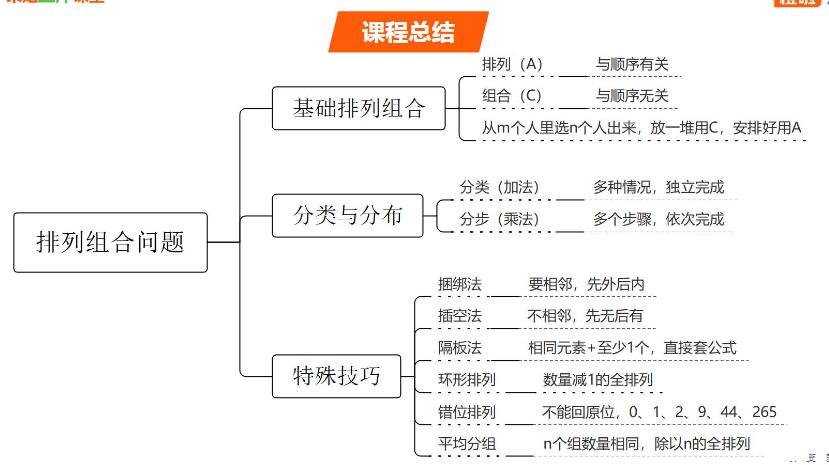 课程总结
排列（A） 与顺序有关
组合（C） 与顺序无关
从m个人里选n个人出来，放一堆用C，安排好用A
基础排列组合
分类（加法） 多种情况，独立完成
分步（乘法） 多个步骤，依次完成
分类与分布
排列组合问题
捆绑法 要相邻，先外后内
插空法 不相邻，先无后有
隔板法 相同元素+至少1个，直接套公式
环形排列 数量减1的全排列
错位排列 不能回原位，0、1、2、9、44、265
平均分组 n个组数量相同，除以n的全排列
特殊技巧